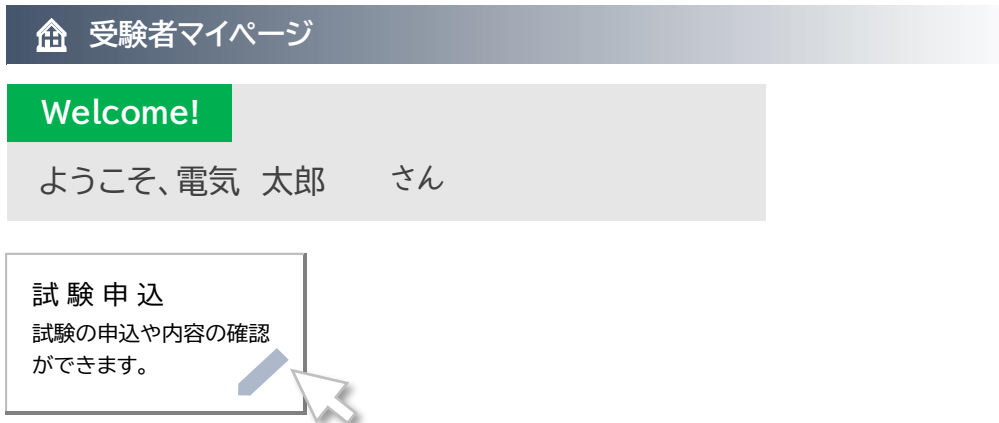 受験者マイページ
Welcome!
ようこそ、電気 太郎 さん
試験申込
試験の申込や内容の確認
ができます。